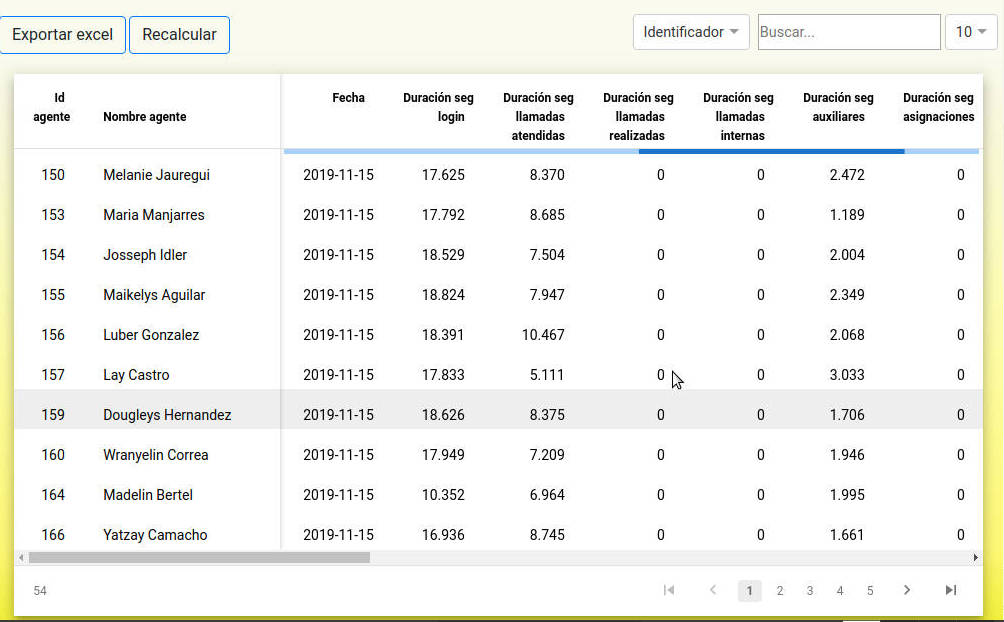 Exportar excel Recalcular Identificador Buscar... 10
Id agente Nombre agente Fecha Duración seg login Duración seg llamadas atendidas Duración seg llamadas realizadas Duración seg llamadas internas Duración seg auxiliares Duración seg asignaciones
150 Melanie Jauregui 2019-11-15 17.625 8.370 0 0 2.472 0
153 Maria Manjarres 2019-11-15 17.792 8.685 0 0 1.189 0
154 Josseph Idler 2019-11-15 18.529 7.504 0 0 2.004 0
155 Maikelys Aguilar 2019-11-15 18.824 7.947 0 0 2.349 0
156 Luber Gonzalez 2019-11-15 18.391 10.467 0 0 2.068 0
157 Lay Castro 2019-11-15 17.833 5.111 0 0 3.033 0
159 Dougleys Hernandez 2019-11-15 18.626 8.375 0 0 1.706 0
160 Wranyelin Correa 2019-11-15 17.949 7.209 0 0 1.946 0
164 Madelin Bertel 2019-11-15 10.352 6.964 0 0 1.995 0
166 Yatzay Camacho 2019-11-15 16.936 8.745 0 0 1.661 0
54 1 2 3 4 5